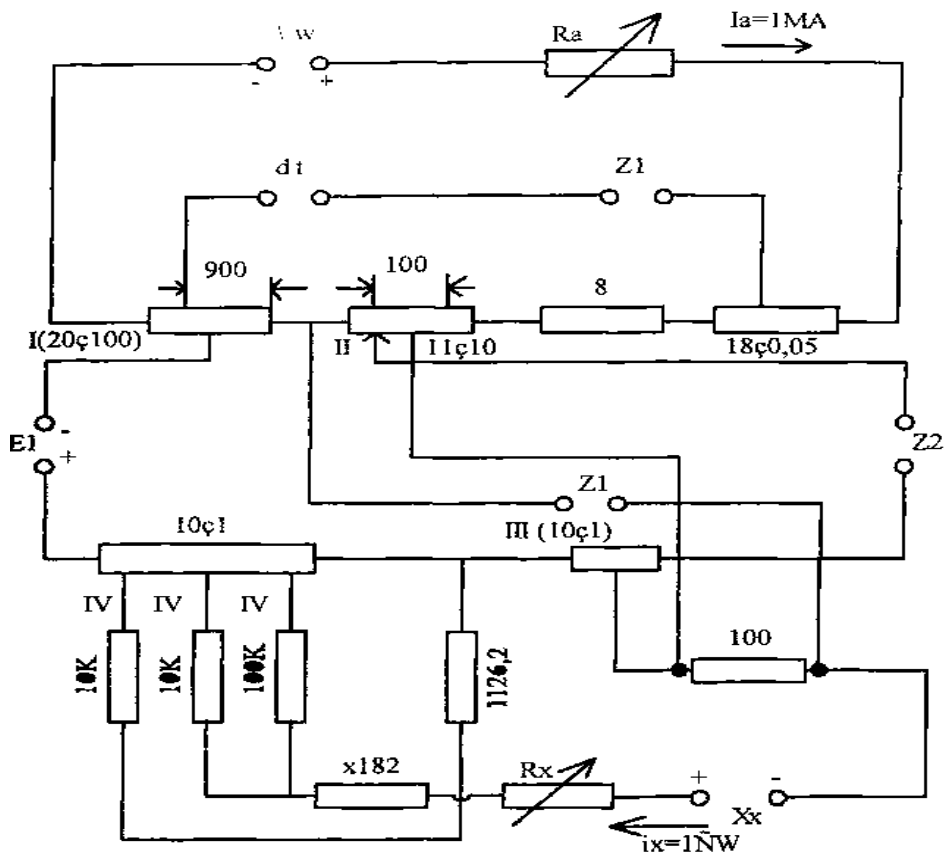 w
Ra
Ia=1MA
-
+
dt
Z1
900
100
8
I(20ç100)
II
11ç10
18ç0,05
E1
-
+
Z2
Z1
10ç1
III (10ç1)
IV
IV
IV
10K
10K
100K
1126,2
100
x182
Rx
+
-
Xx
ix=1ÑW